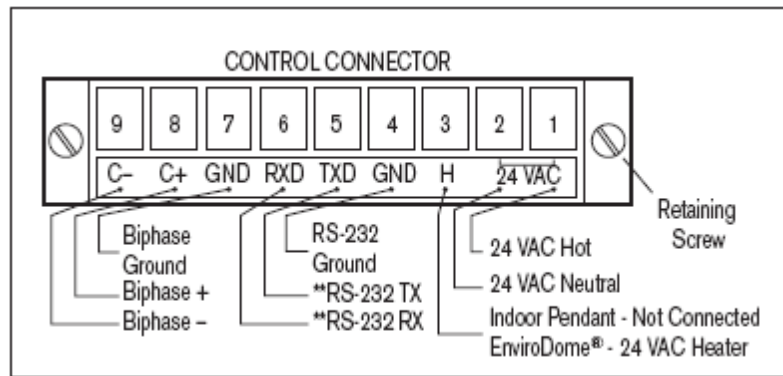 CONTROL CONNECTOR
9 8 7 6 5 4 3 2 1
C– C+ GND RXD TXD GND H 24 VAC
Retaining
Screw
Biphase
Ground
Biphase +
Biphase –
RS-232
Ground
**RS-232 TX
**RS-232 RX
24 VAC Hot
24 VAC Neutral
Indoor Pendant - Not Connected
EnviroDome® - 24 VAC Heater